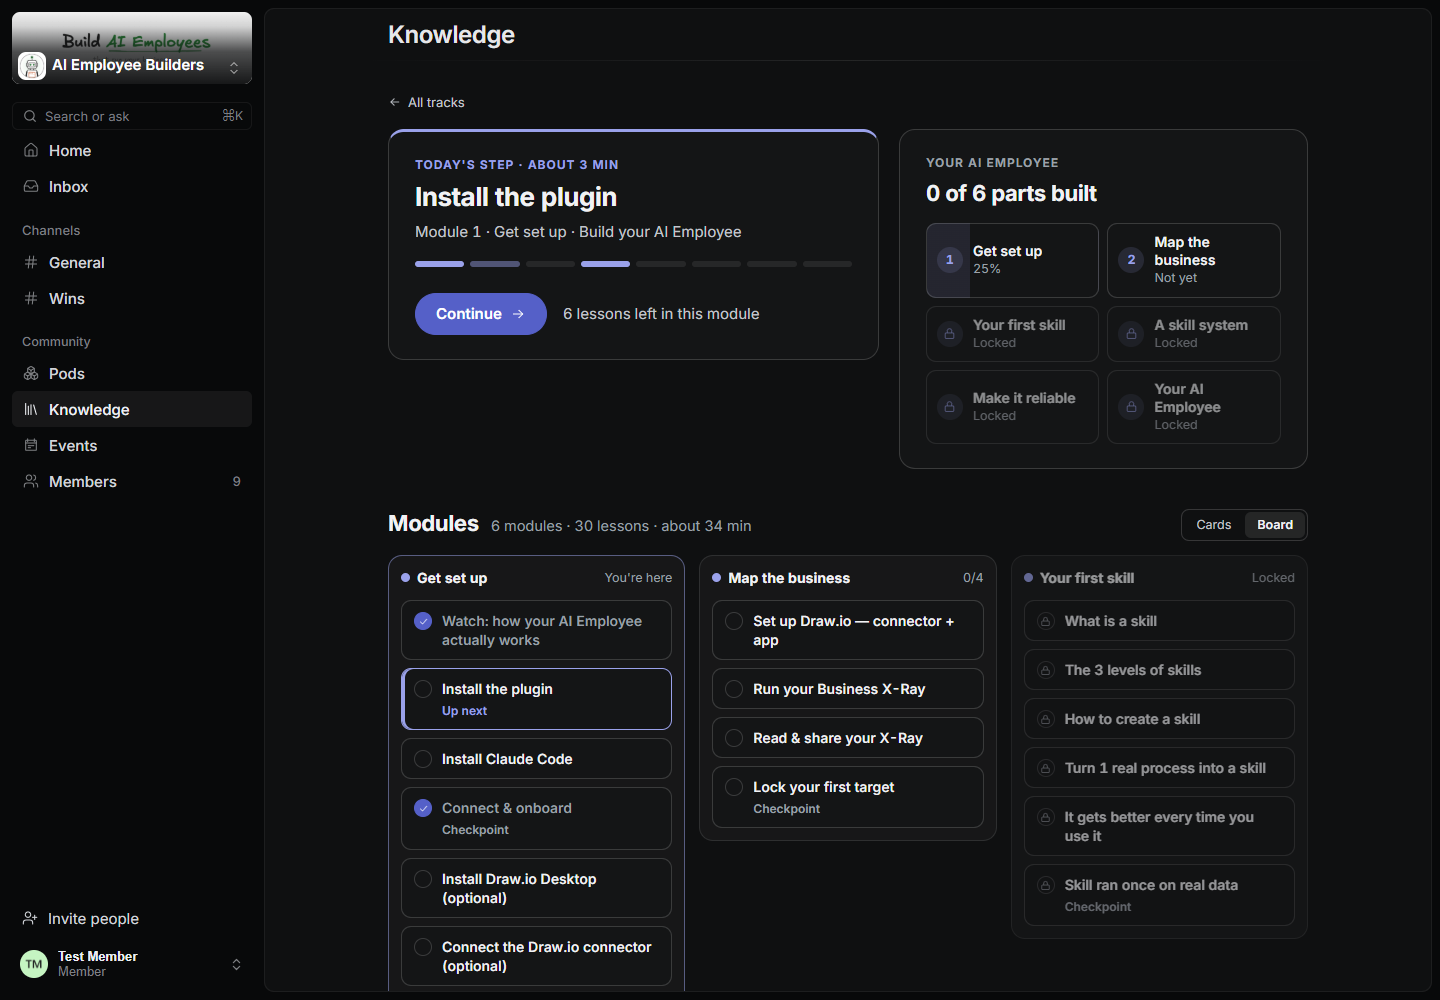 Build AI Employees
AI Employee Builders
Search or ask
⌘K
Home
Inbox
Channels
General
Wins
Community
Pods
Knowledge
Events
Members
9
Invite people
TM
Test Member
Member
Knowledge
← All tracks
TODAY'S STEP · ABOUT 3 MIN
Install the plugin
Module 1 · Get set up · Build your AI Employee
Continue →
6 lessons left in this module
YOUR AI EMPLOYEE
0 of 6 parts built
1
Get set up
25%
2
Map the
business
Not yet
Your first skill
Locked
A skill system
Locked
Make it reliable
Locked
Your AI
Employee
Locked
Modules
6 modules · 30 lessons · about 34 min
Cards
Board
Get set up
You're here
Watch: how your AI Employee
actually works
Install the plugin
Up next
Install Claude Code
Connect & onboard
Checkpoint
Install Draw.io Desktop
(optional)
Connect the Draw.io connector
(optional)
Map the business
0/4
Set up Draw.io — connector +
app
Run your Business X-Ray
Read & share your X-Ray
Lock your first target
Checkpoint
Your first skill
Locked
What is a skill
The 3 levels of skills
How to create a skill
Turn 1 real process into a skill
It gets better every time you
use it
Skill ran once on real data
Checkpoint